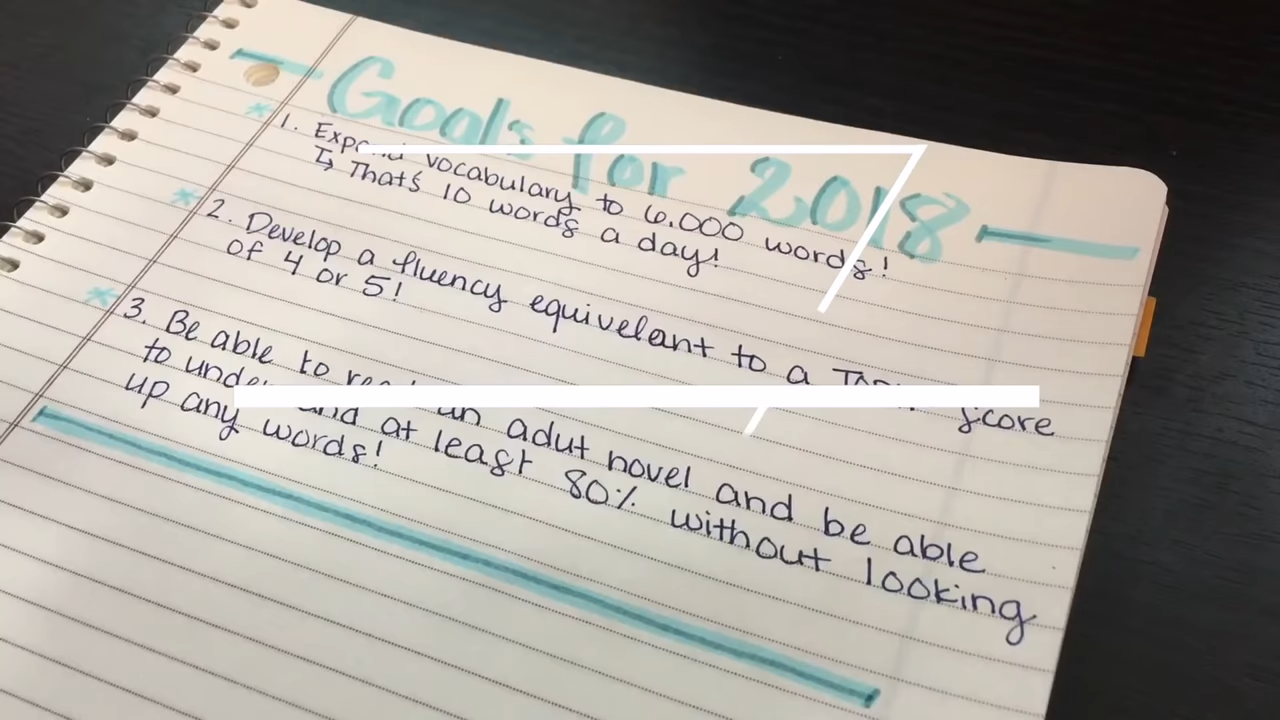 Goals for 2018
1. Expand vocabulary to 6,000 words!
↳ That's 10 words a day!
2. Develop a fluency equivelant to a score
of 4 or 5!
3. Be able to read an adut novel and be able
to understand at least 80% without looking
up any words!